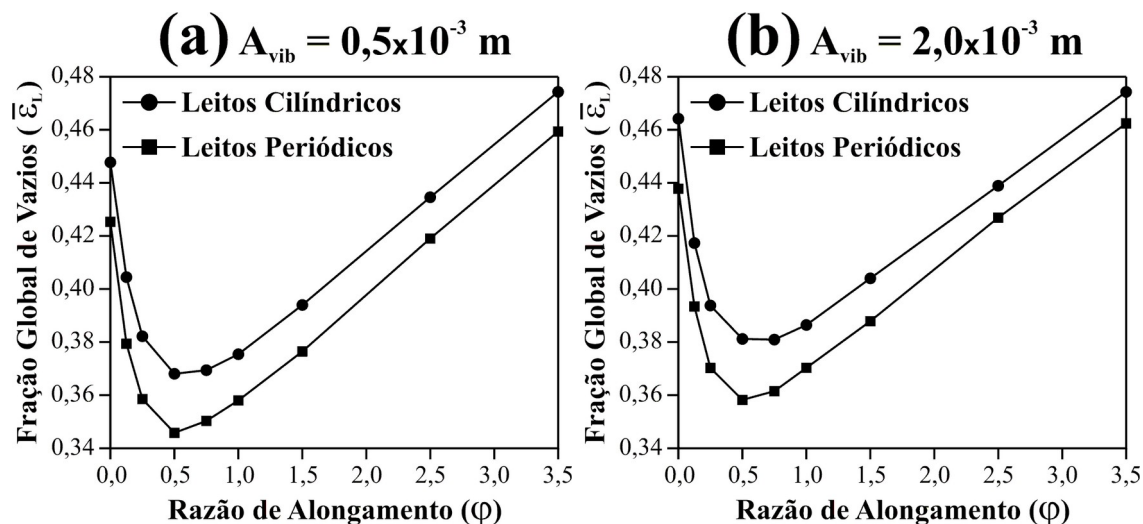 (a) A_vib = 0,5x10⁻³ m
Fração Global de Vazios (ε̅_L)
0,48
0,46
0,44
0,42
0,40
0,38
0,36
0,34
Leitos Cilíndricos
Leitos Periódicos
0,0 0,5 1,0 1,5 2,0 2,5 3,0 3,5
Razão de Alongamento (φ)
(b) A_vib = 2,0x10⁻³ m
Fração Global de Vazios (ε̅_L)
0,48
0,46
0,44
0,42
0,40
0,38
0,36
0,34
Leitos Cilíndricos
Leitos Periódicos
0,0 0,5 1,0 1,5 2,0 2,5 3,0 3,5
Razão de Alongamento (φ)